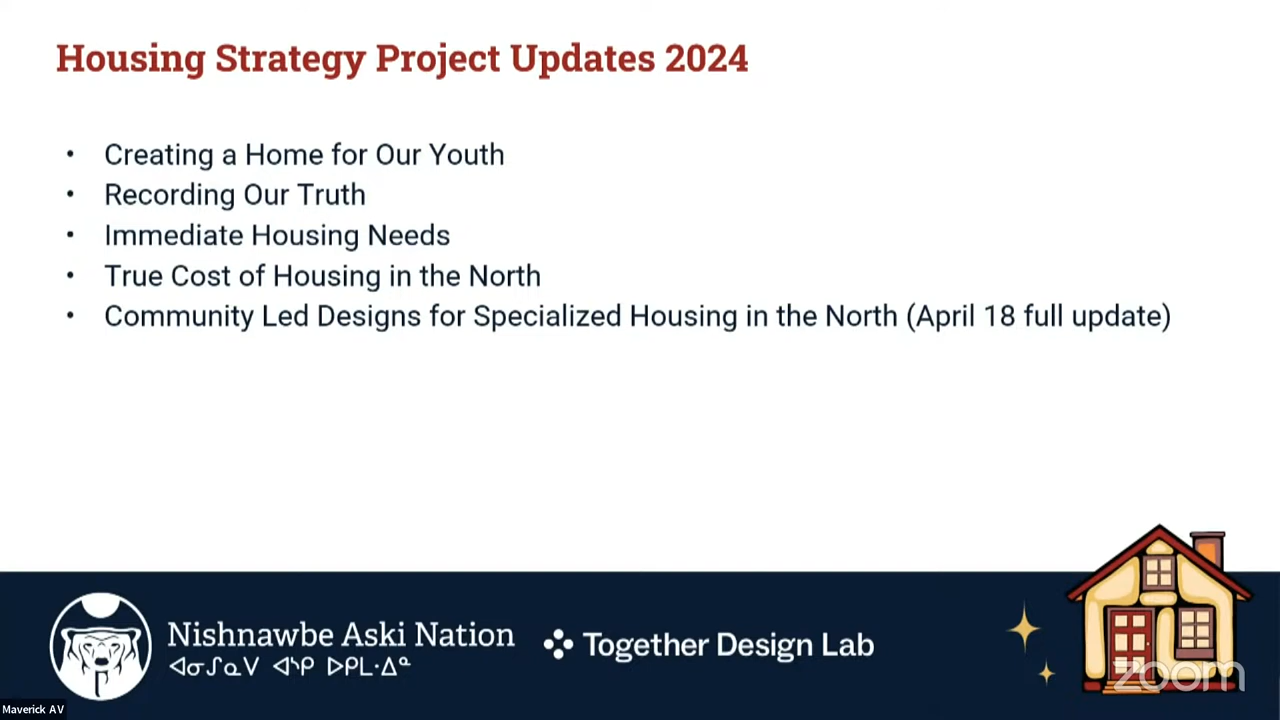 Housing Strategy Project Updates 2024
• Creating a Home for Our Youth
• Recording Our Truth
• Immediate Housing Needs
• True Cost of Housing in the North
• Community Led Designs for Specialized Housing in the North (April 18 full update)
Nishnawbe Aski Nation
ᐊᓂᔑᓇᐯ ᐊᔅᑭ ᐅᑭᒪᐧᐃᓐ
Together Design Lab
zoom
Maverick AV